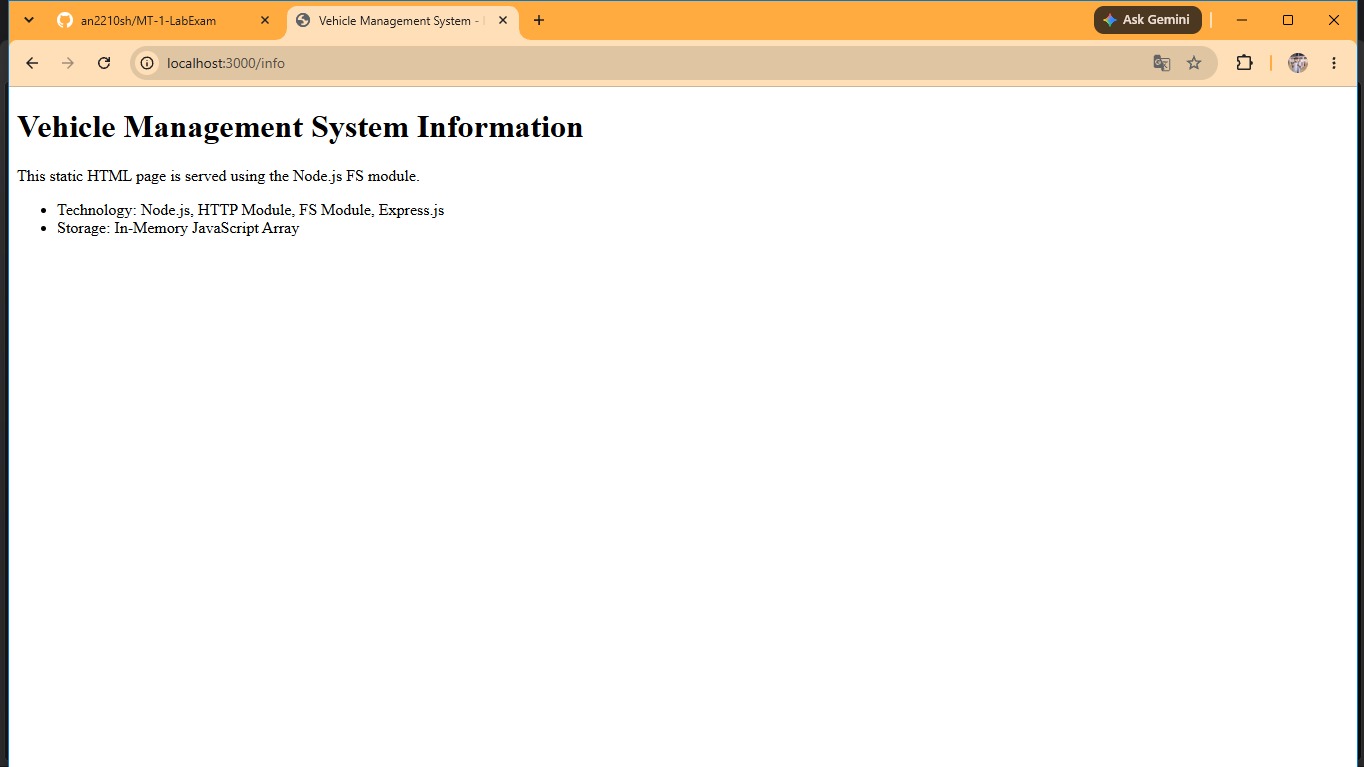 an2210sh/MT-1-LabExam
Vehicle Management System -
Ask Gemini
localhost:3000/info
Vehicle Management System Information
This static HTML page is served using the Node.js FS module.
Technology: Node.js, HTTP Module, FS Module, Express.js
Storage: In-Memory JavaScript Array